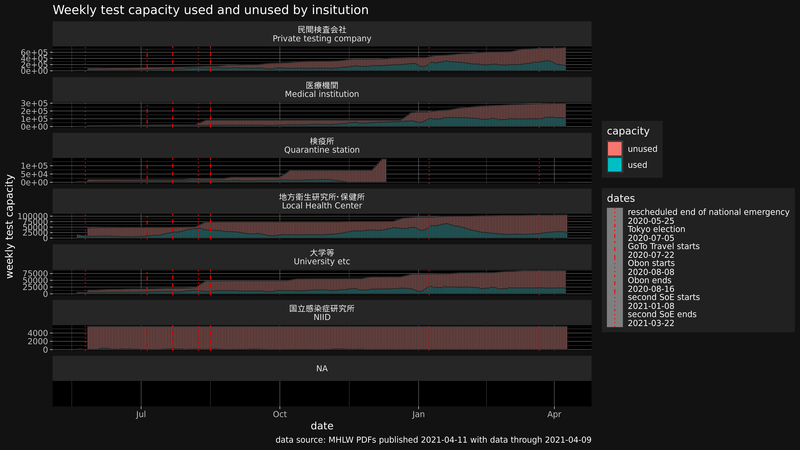 Weekly test capacity used and unused by insitution
民間検査会社
Private testing company
6e+05
4e+05
2e+05
0e+00
医療機関
Medical institution
3e+05
2e+05
1e+05
0e+00
検疫所
Quarantine station
1e+05
5e+04
0e+00
地方衛生研究所･保健所
Local Health Center
100000
75000
50000
25000
0
大学等
University etc
75000
50000
25000
0
国立感染症研究所
NIID
4000
2000
0
NA
Jul
Oct
Jan
Apr
date
weekly test capacity
data source: MHLW PDFs published 2021-04-11 with data through 2021-04-09
capacity
unused
used
dates
rescheduled end of national emergency
2020-05-25
Tokyo election
2020-07-05
GoTo Travel starts
2020-07-22
Obon starts
2020-08-08
Obon ends
2020-08-16
second SoE starts
2021-01-08
second SoE ends
2021-03-22